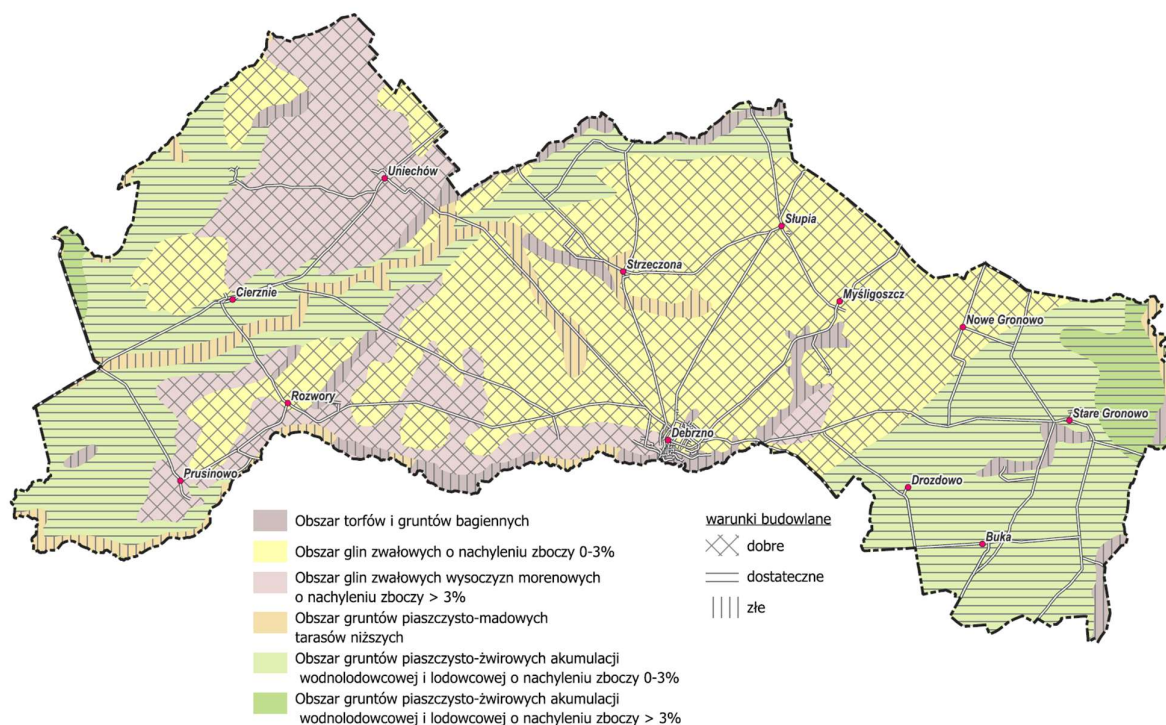 Uniechów
Słupia
Strzeczona
Cierznie
Myśligoszcz
Nowe Gronowo
Rozwory
Stare Gronowo
Debrzno
Prusinowo
Drozdowo
Buka
Obszar torfów i gruntów bagiennych
Obszar glin zwałowych o nachyleniu zboczy 0-3%
Obszar glin zwałowych wysoczyzn morenowych
o nachyleniu zboczy > 3%
Obszar gruntów piaszczysto-madowych
tarasów niższych
Obszar gruntów piaszczysto-żwirowych akumulacji
wodnolodowcowej i lodowcowej o nachyleniu zboczy 0-3%
Obszar gruntów piaszczysto-żwirowych akumulacji
wodnolodowcowej i lodowcowej o nachyleniu zboczy > 3%
warunki budowlane
dobre
dostateczne
złe